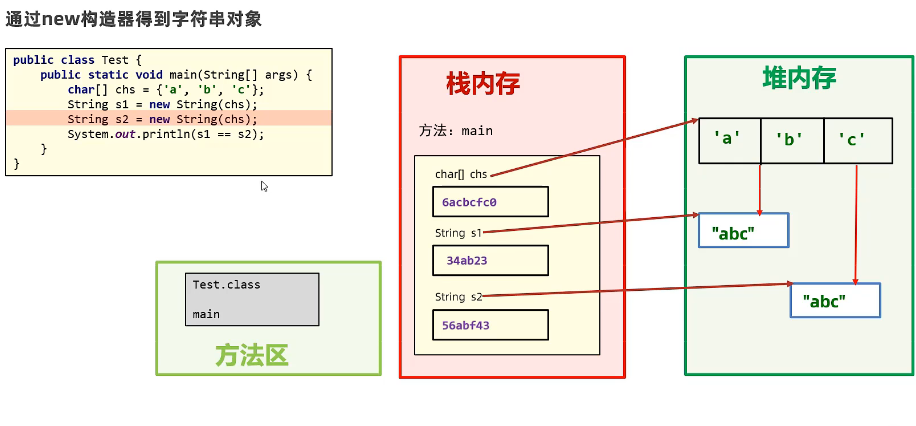 通过new构造器得到字符串对象
public class Test {
    public static void main(String[] args) {
        char[] chs = {'a', 'b', 'c'};
        String s1 = new String(chs);
        String s2 = new String(chs);
        System.out.println(s1 == s2);
    }
}
Test.class
main
方法区
栈内存
方法：main
char[] chs
6acbcfc0
String s1
34ab23
String s2
56abf43
堆内存
'a' 'b' 'c'
"abc"
"abc"